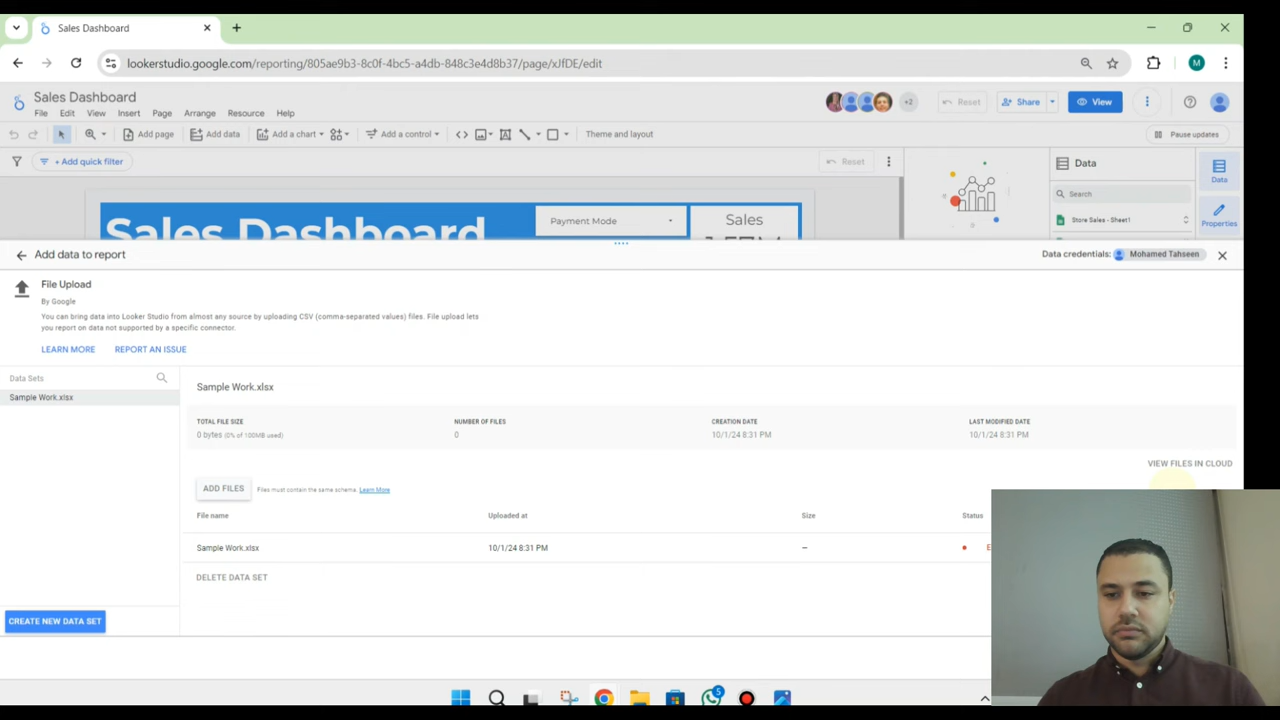 Sales Dashboard
lookerstudio.google.com/reporting/805ae9b3-8c0f-4bc5-a4db-848c3e4d8b37/page/xJfDE/edit
M
Sales Dashboard
File Edit View Insert Page Arrange Resource Help
+2
Reset
Share
View
Add page
Add data
Add a chart
Add a control
Theme and layout
Pause updates
+ Add quick filter
Reset
Data
Data
Search
Store Sales - Sheet1
Properties
Sales Dashboard
Payment Mode
Sales
Add data to report
Data credentials: Mohamed Tahseen
File Upload
By Google
You can bring data into Looker Studio from almost any source by uploading CSV (comma-separated values) files. File upload lets
you report on data not supported by a specific connector.
LEARN MORE REPORT AN ISSUE
Data Sets
Sample Work.xlsx
Sample Work.xlsx
TOTAL FILE SIZE NUMBER OF FILES CREATION DATE LAST MODIFIED DATE
0 bytes (0% of 100MB used) 0 10/1/24 8:31 PM 10/1/24 8:31 PM
VIEW FILES IN CLOUD
ADD FILES Files must contain the same schema. Learn More
File name Uploaded at Size Status
Sample Work.xlsx 10/1/24 8:31 PM –
DELETE DATA SET
CREATE NEW DATA SET
5